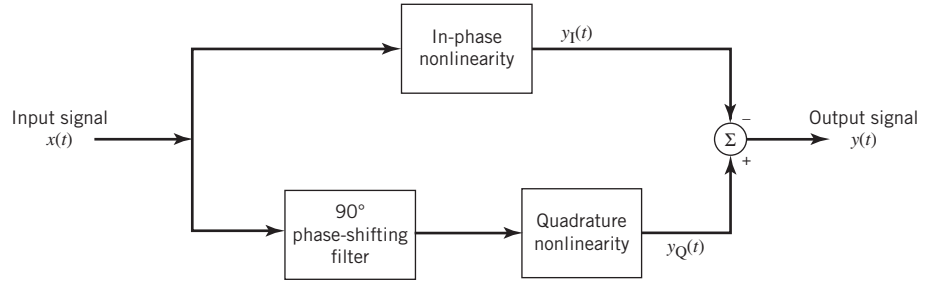 In-phase
nonlinearity
yI(t)
Input signal
x(t)
Σ
−
+
Output signal
y(t)
90°
phase-shifting
filter
Quadrature
nonlinearity
yQ(t)